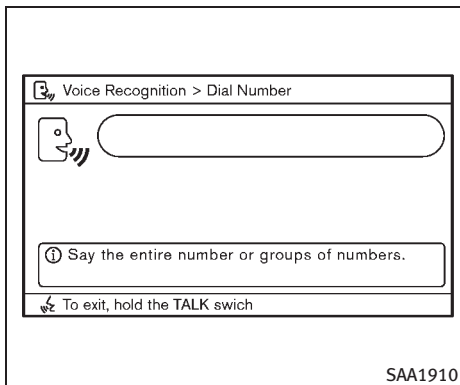 Voice Recognition > Dial Number
Say the entire number or groups of numbers.
To exit, hold the TALK swich
SAA1910